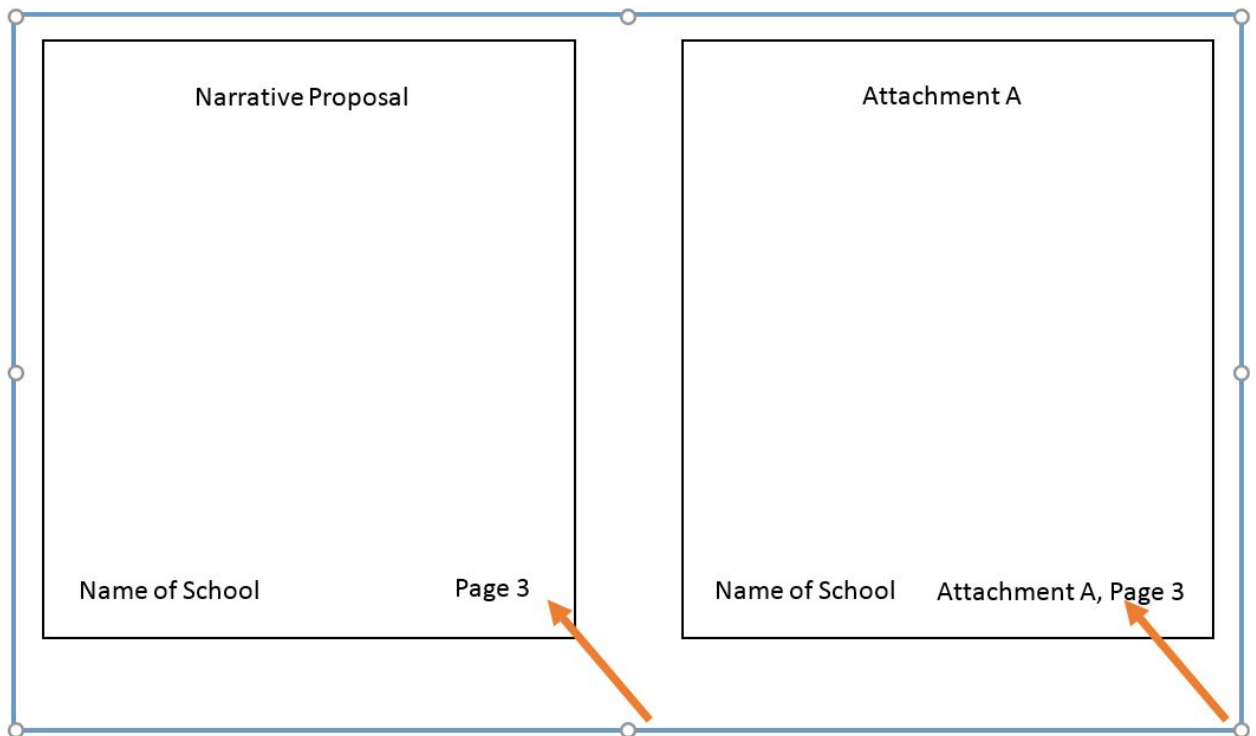 Narrative Proposal
Name of School
Page 3
Attachment A
Name of School
Attachment A, Page 3